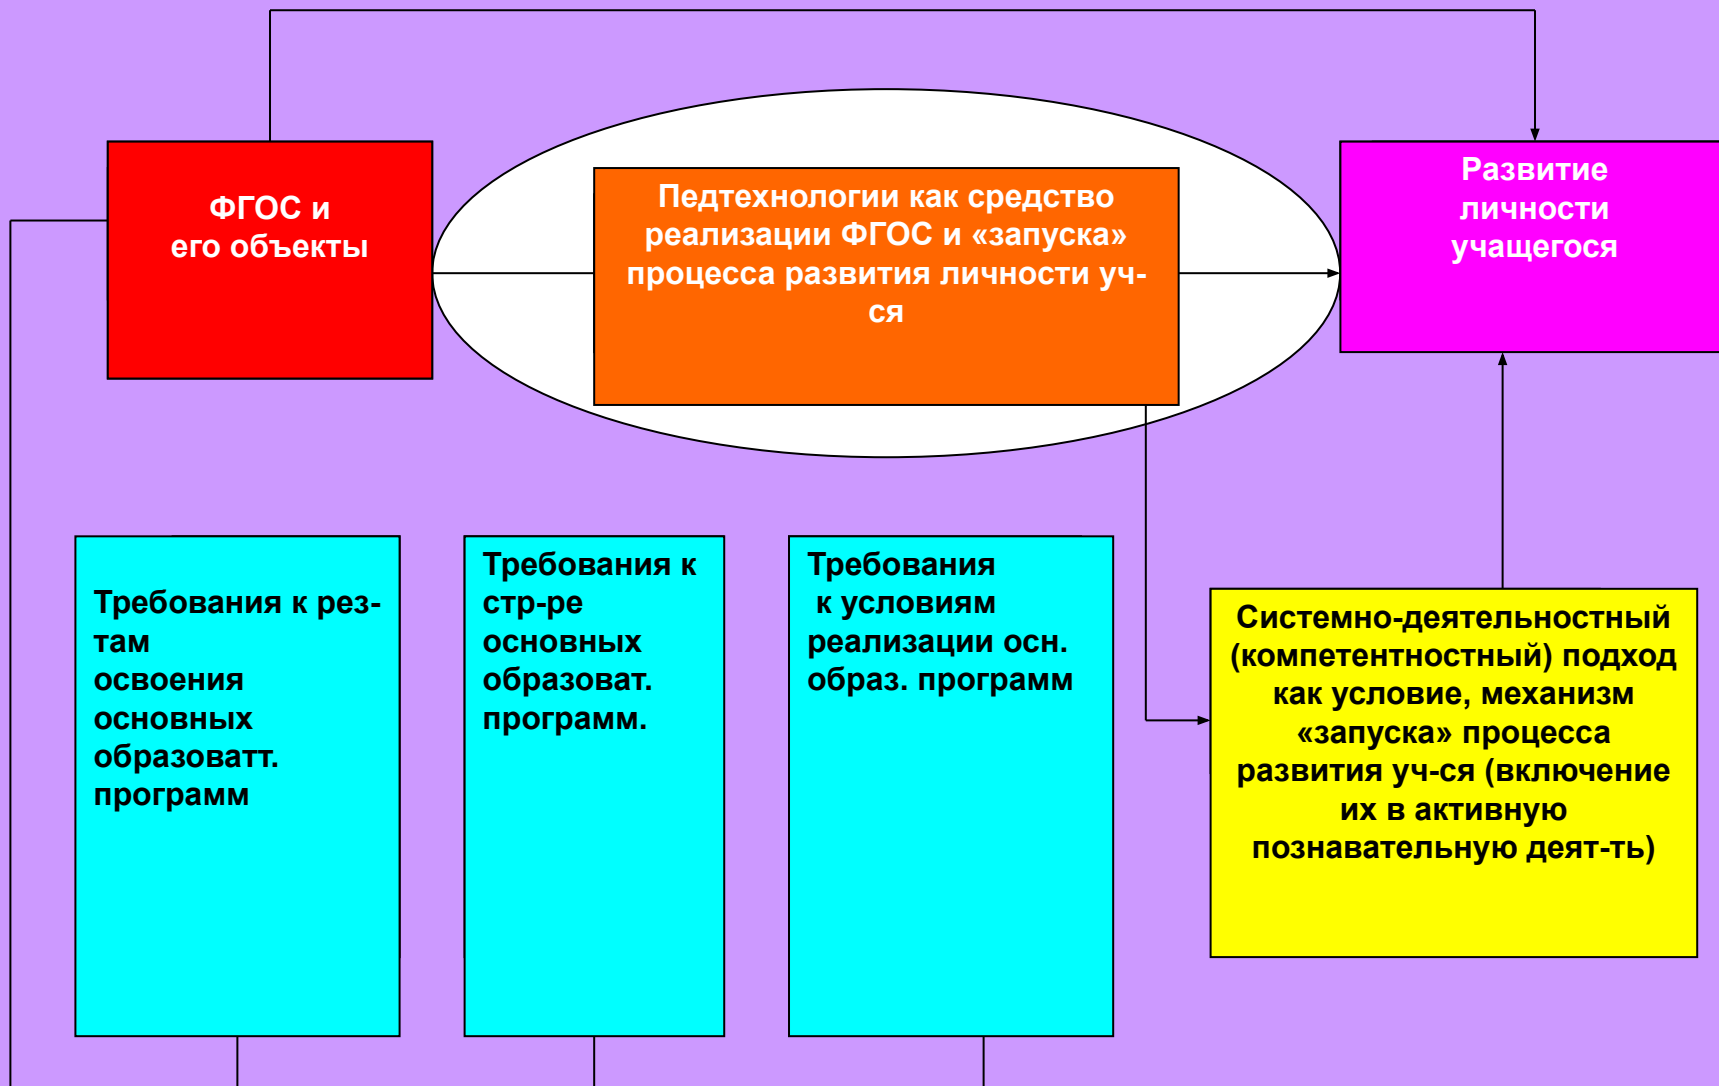 ФГОС и
его объекты
Педтехнологии как средство
реализации ФГОС и «запуска»
процесса развития личности уч-
ся
Развитие
личности
учащегося
Требования к рез-
там
освоения
основных
образоватт.
программ
Требования к
стр-ре
основных
образоват.
программ.
Требования
к условиям
реализации осн.
образ. программ
Системно-деятельностный
(компетентностный) подход
как условие, механизм
«запуска» процесса
развития уч-ся (включение
их в активную
познавательную деят-ть)